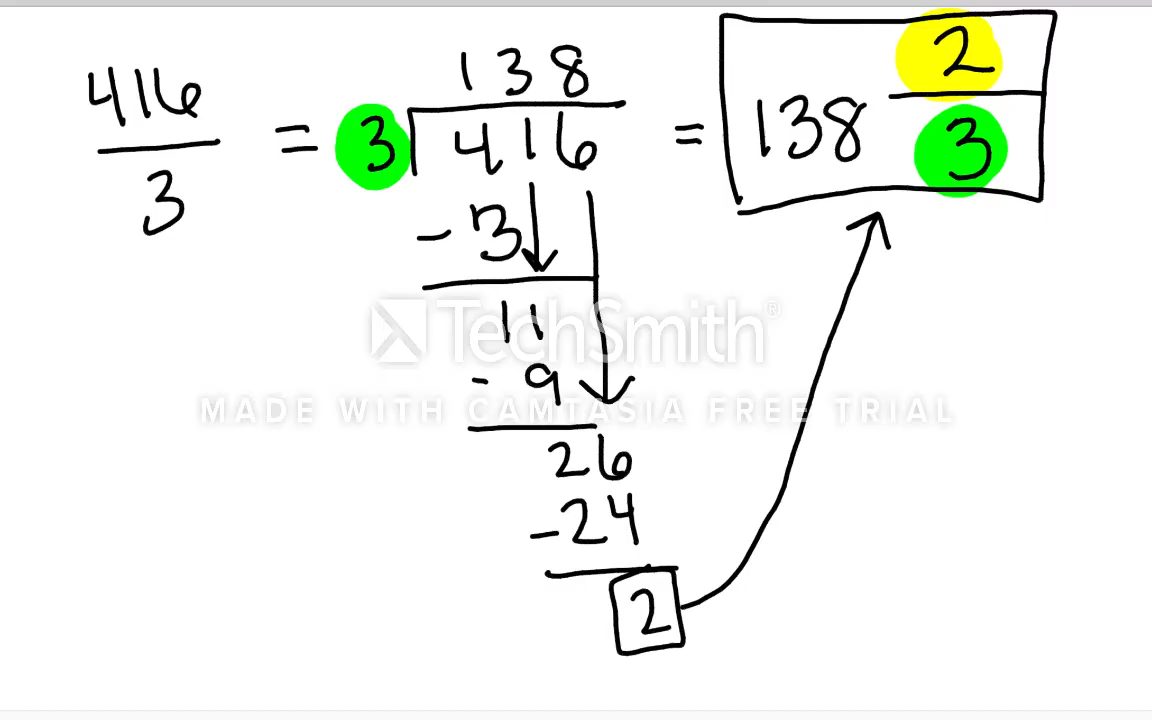 416/3 = 3)416 = 138 2/3
138
- 3
11
- 9
26
-24
2
TechSmith®
MADE WITH CAMTASIA FREE TRIAL